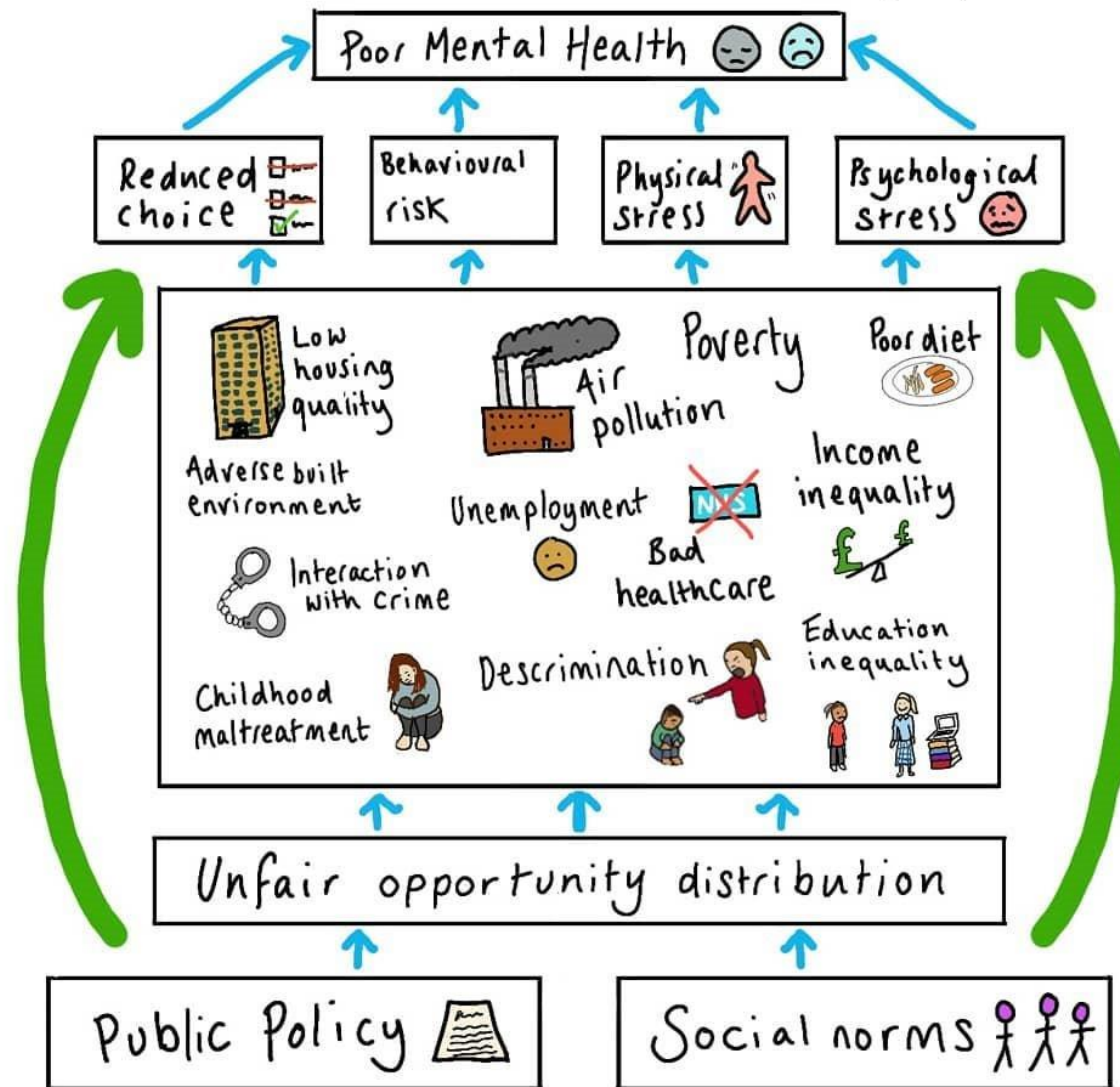 Poor Mental Health
Reduced
choice
Behavioural
risk
Physical
stress
Psychological
stress
Low
housing
quality
Air
pollution
Poverty
Poor diet
Adverse built
environment
Unemployment
NHS
Bad
healthcare
Income
inequality
££
Interaction
with crime
Childhood
maltreatment
Descrimination
Education
inequality
Unfair opportunity distribution
Public Policy
Social norms